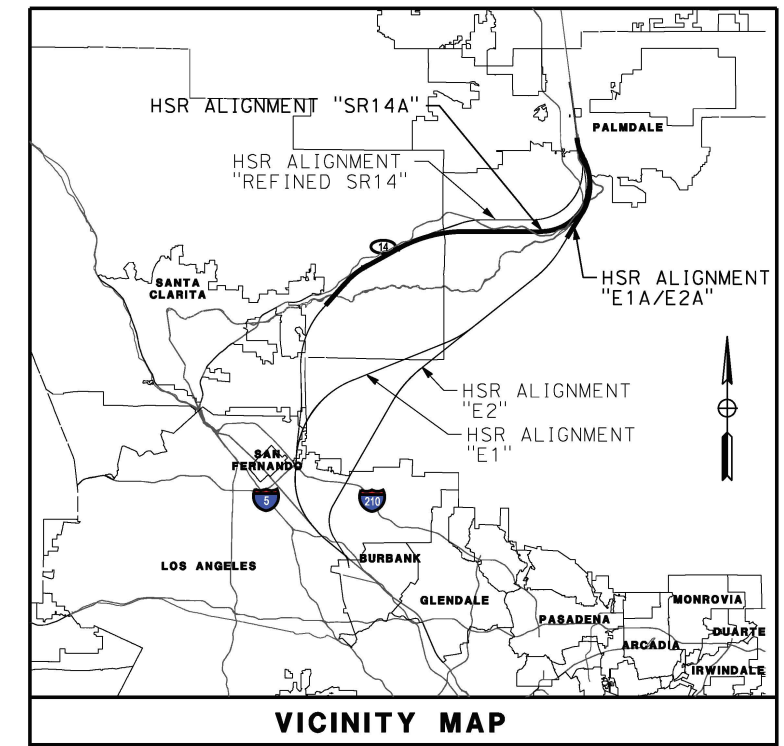 HSR ALIGNMENT "SR14A"
PALMDALE
HSR ALIGNMENT
"REFINED SR14"
14
SANTA
CLARITA
HSR ALIGNMENT
"E1A/E2A"
HSR ALIGNMENT
"E2"
HSR ALIGNMENT
"E1"
SAN
FERNANDO
5
210
LOS ANGELES
BURBANK
GLENDALE
PASADENA
MONROVIA
DUARTE
ARCADIA
IRWINDALE
VICINITY MAP